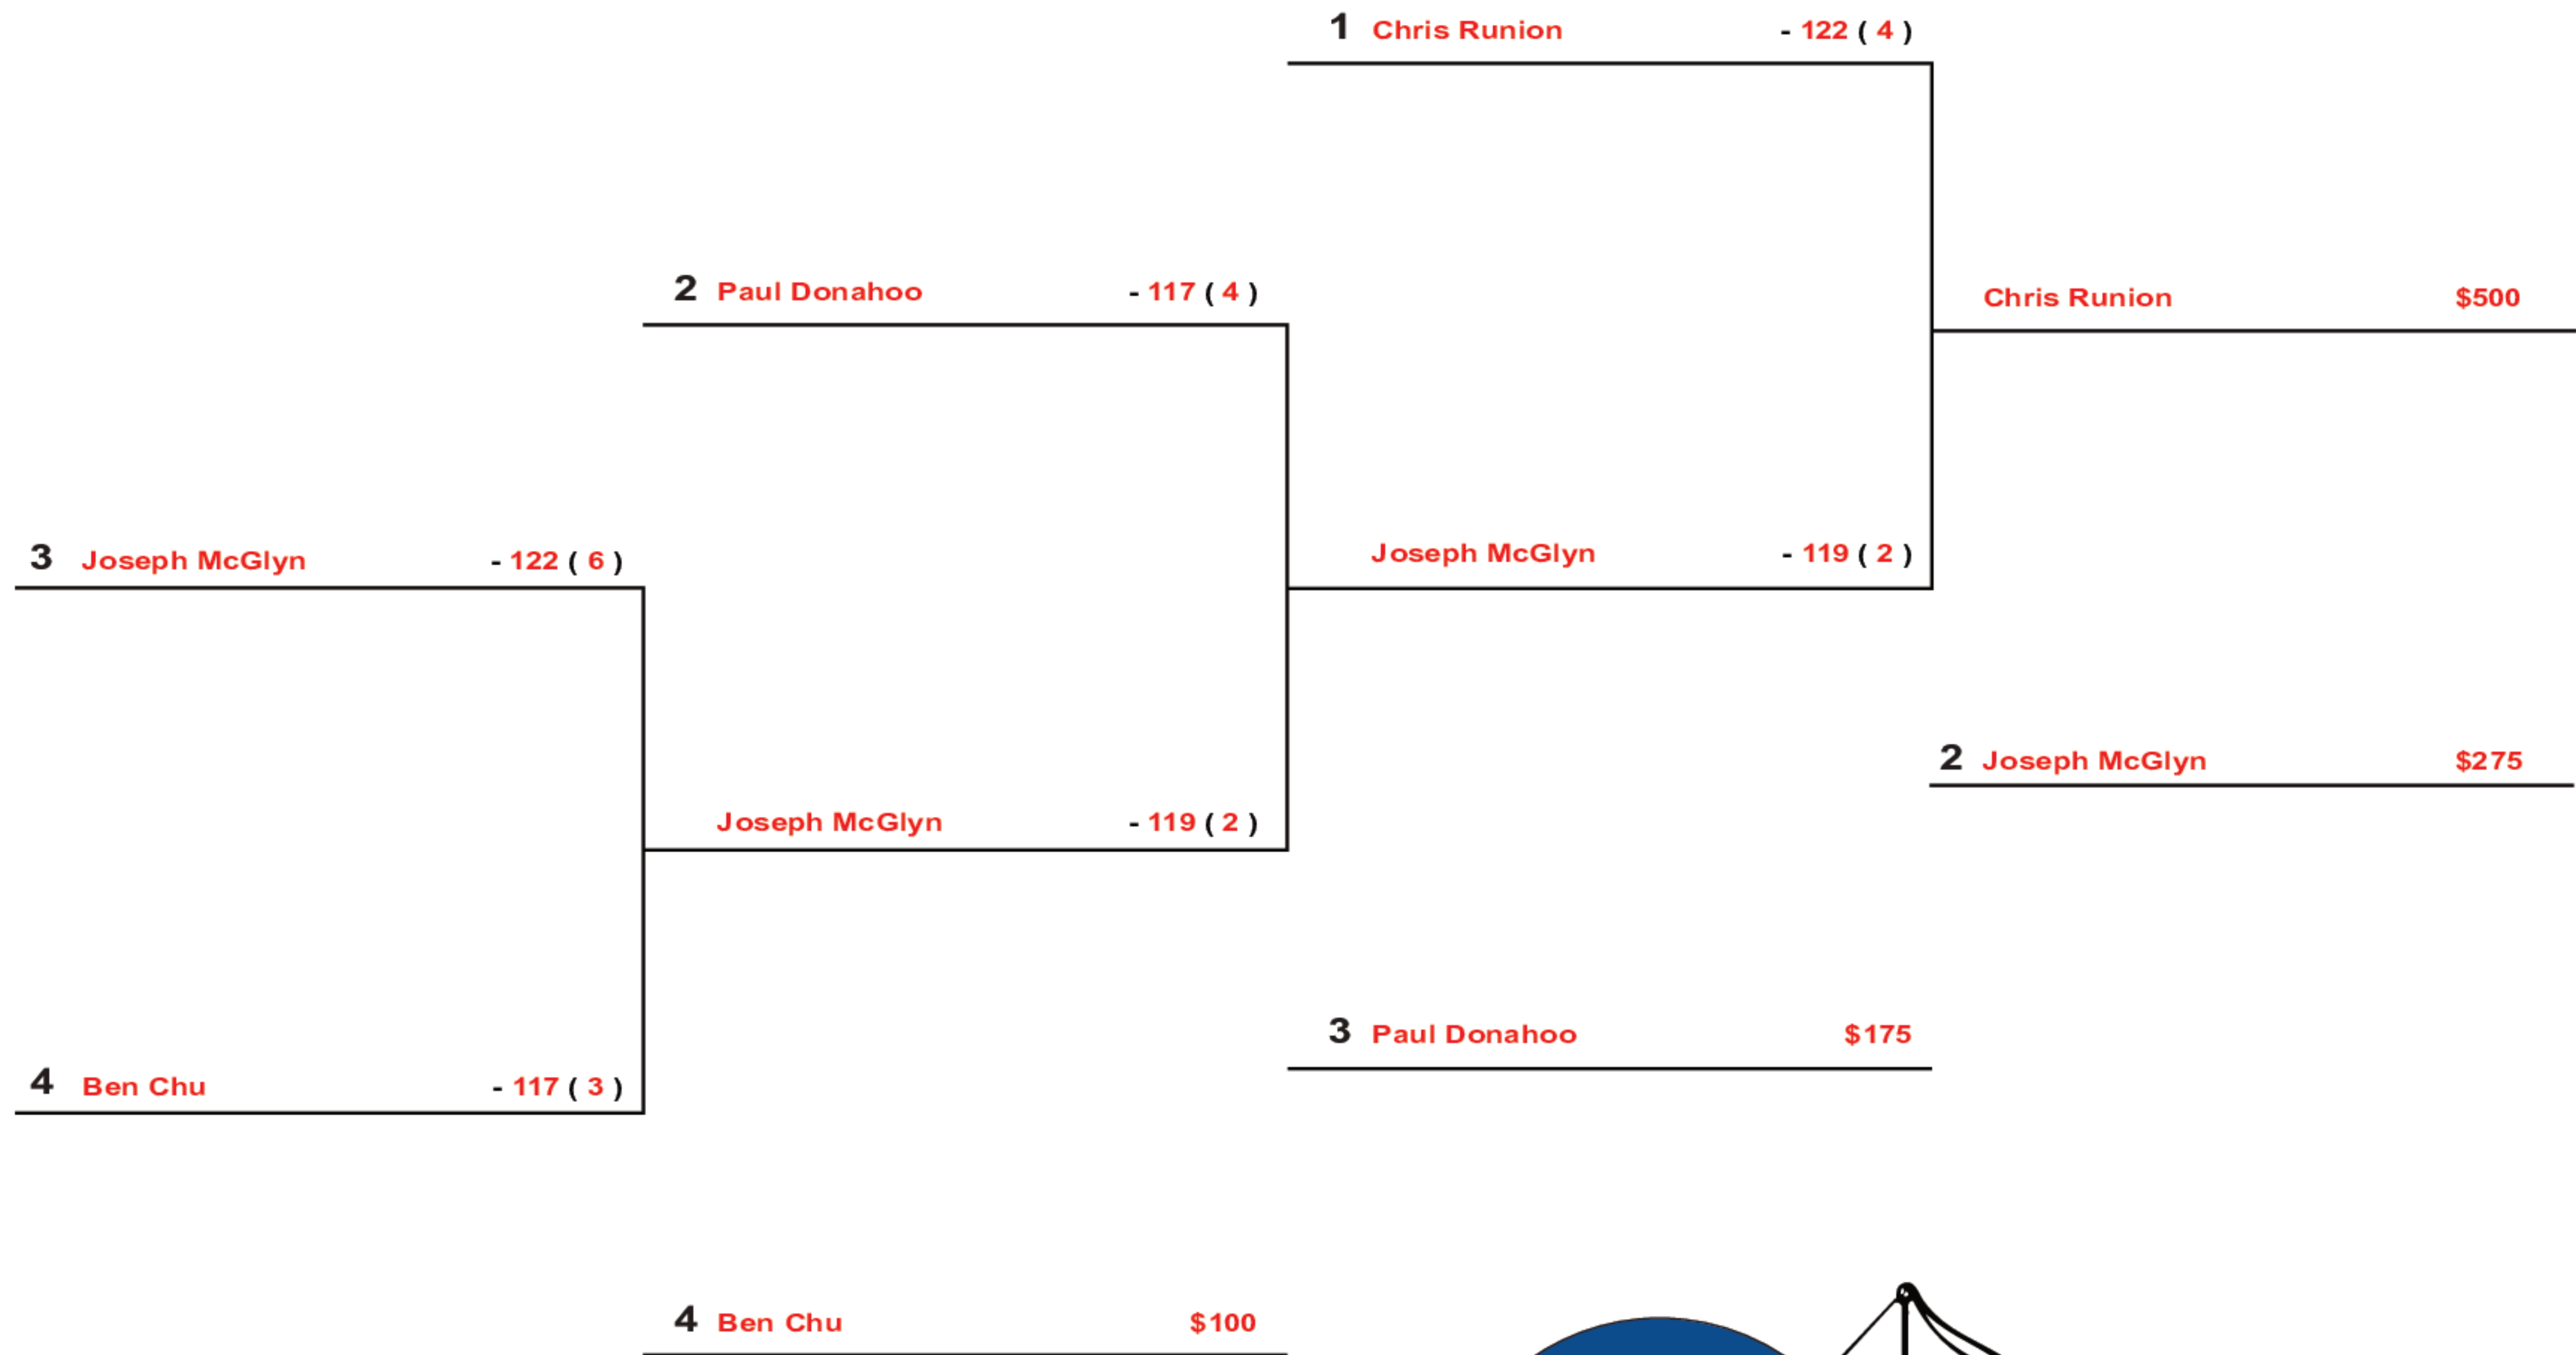 1 Chris Runion - 122 ( 4 )
2 Paul Donahoo - 117 ( 4 )
Chris Runion $500
3 Joseph McGlyn - 122 ( 6 )
Joseph McGlyn - 119 ( 2 )
2 Joseph McGlyn $275
Joseph McGlyn - 119 ( 2 )
3 Paul Donahoo $175
4 Ben Chu - 117 ( 3 )
4 Ben Chu $100